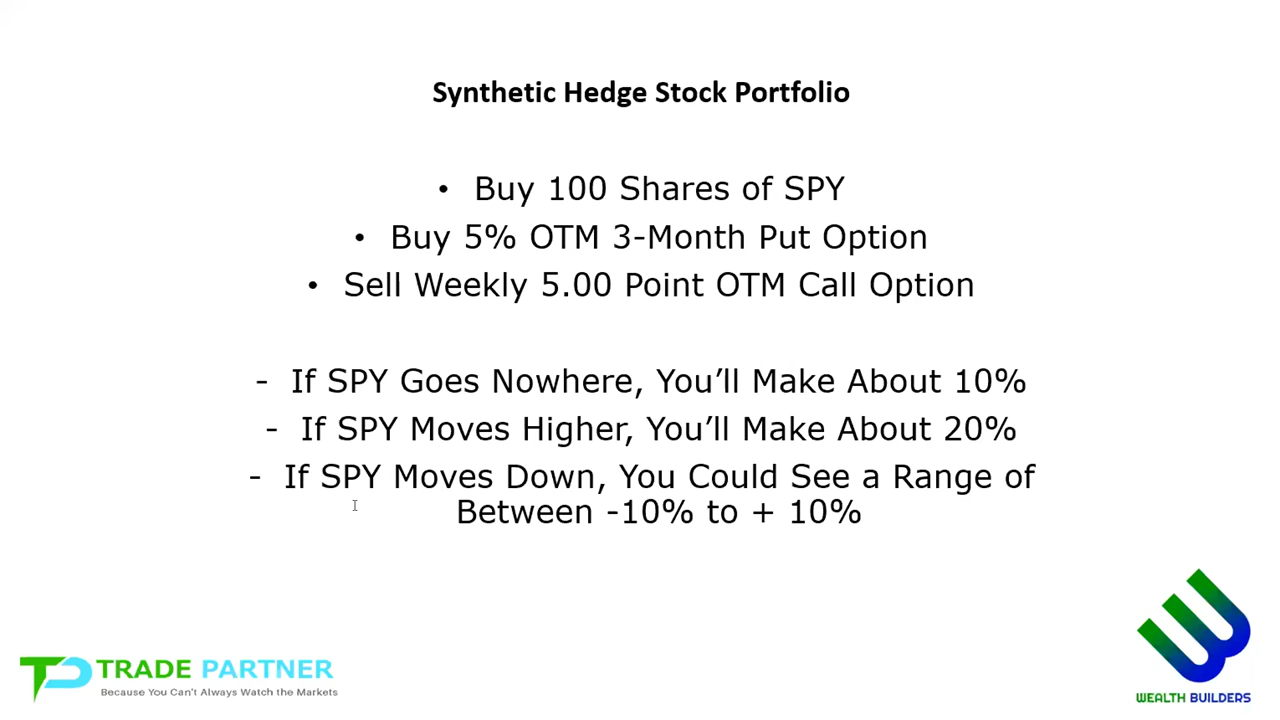 Synthetic Hedge Stock Portfolio
• Buy 100 Shares of SPY
• Buy 5% OTM 3-Month Put Option
• Sell Weekly 5.00 Point OTM Call Option
- If SPY Goes Nowhere, You’ll Make About 10%
- If SPY Moves Higher, You’ll Make About 20%
- If SPY Moves Down, You Could See a Range of
Between -10% to + 10%
TRADE PARTNER
Because You Can't Always Watch the Markets
WEALTH BUILDERS